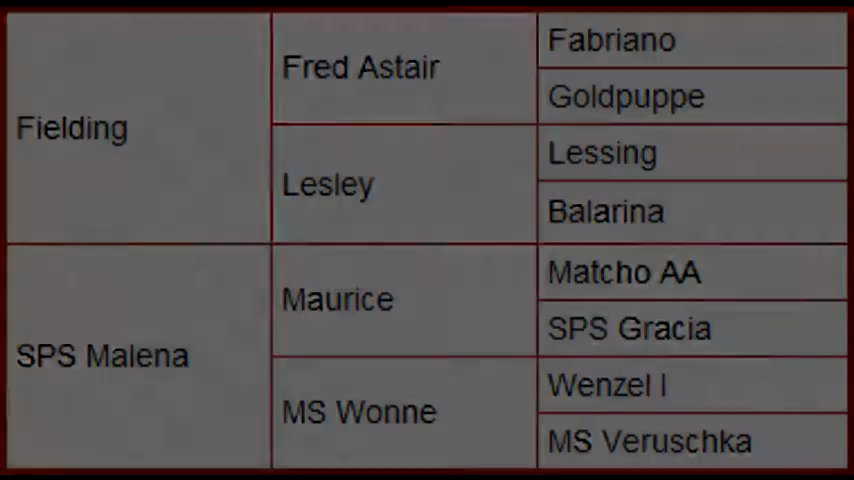 Fielding
Fred Astair
Fabriano
Goldpuppe
Lesley
Lessing
Balarina
SPS Malena
Maurice
Matcho AA
SPS Gracia
MS Wonne
Wenzel I
MS Veruschka